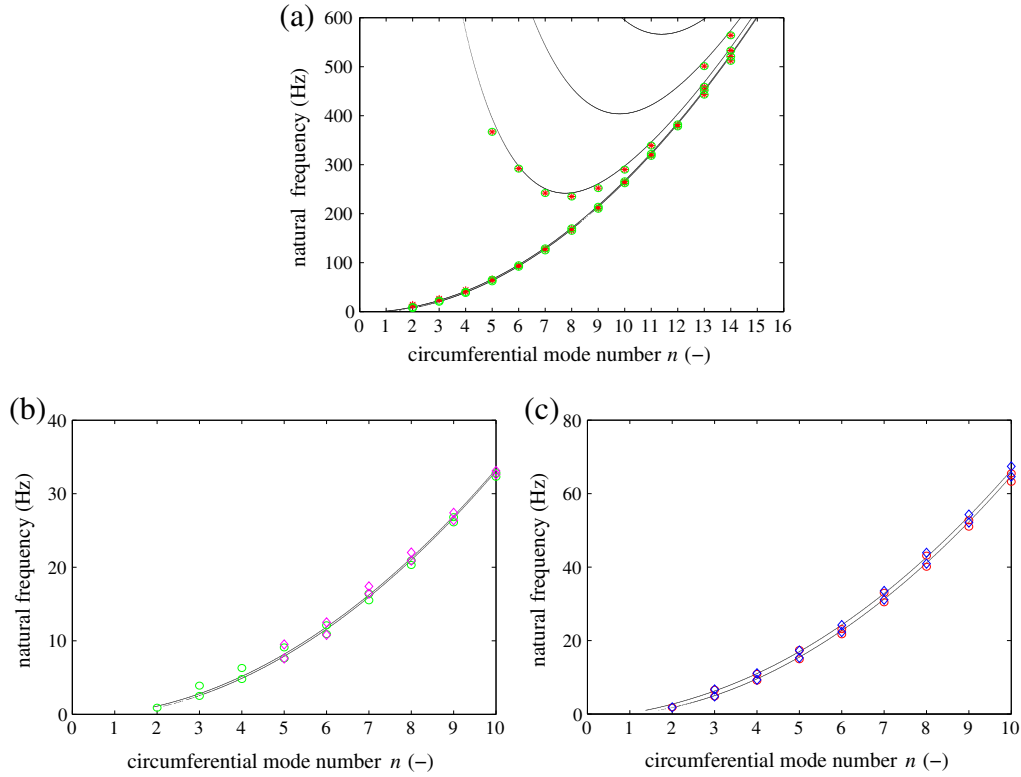 (a)
600
500
400
300
200
100
0
natural frequency (Hz)
0 1 2 3 4 5 6 7 8 9 10 11 12 13 14 15 16
circumferential mode number n (–)
(b)
40
30
20
10
0
natural frequency (Hz)
0 1 2 3 4 5 6 7 8 9 10
circumferential mode number n (–)
(c)
80
60
40
20
0
natural frequency (Hz)
0 1 2 3 4 5 6 7 8 9 10
circumferential mode number n (–)